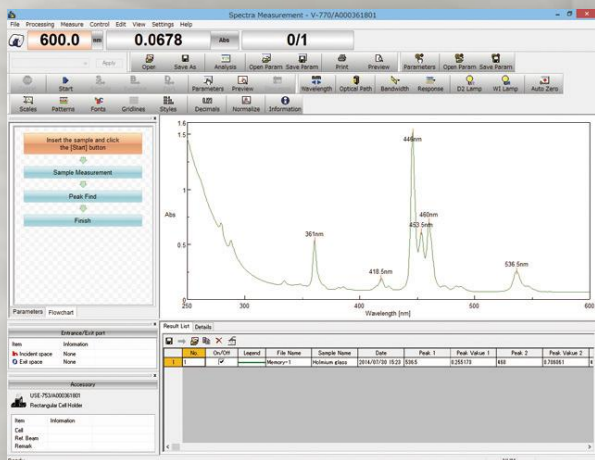 Spectra Measurement - V-770/A000361801
File Processing Measure Control Edit View Settings Help
600.0 nm 0.0678 Abs 0/1
Apply Open Save As Analysis Open Param Save Param Print Preview Parameters Open Param Save Param
Start Parameters Preview Wavelength Optical Path Bandwidth Response D2 Lamp WI Lamp Auto Zero
Scales Patterns Fonts Gridlines Styles Decimals Normalize Information
Insert the sample and click
the [Start] button
Sample Measurement
Peak Find
Finish
Parameters Flowchart
1.6
1.5
1
Abs
0.5
0
250 300 400 500 600
Wavelength [nm]
361nm
418.5nm
446nm
453.5nm
460nm
536.5nm
Entrance/Exit port
Item Information
Incident space None
Exit space None
Accessory
USE-753/A000361801
Rectangular Cell Holder
Item Information
Cell
Ref. Beam
Remark
Result List Details
No. On/Off Legend File Name Sample Name Date Peak 1 Peak Value 1 Peak 2 Peak Value 2
1 1 Memory-1 Holmium glass 2014/07/30 15:23 536.5 460